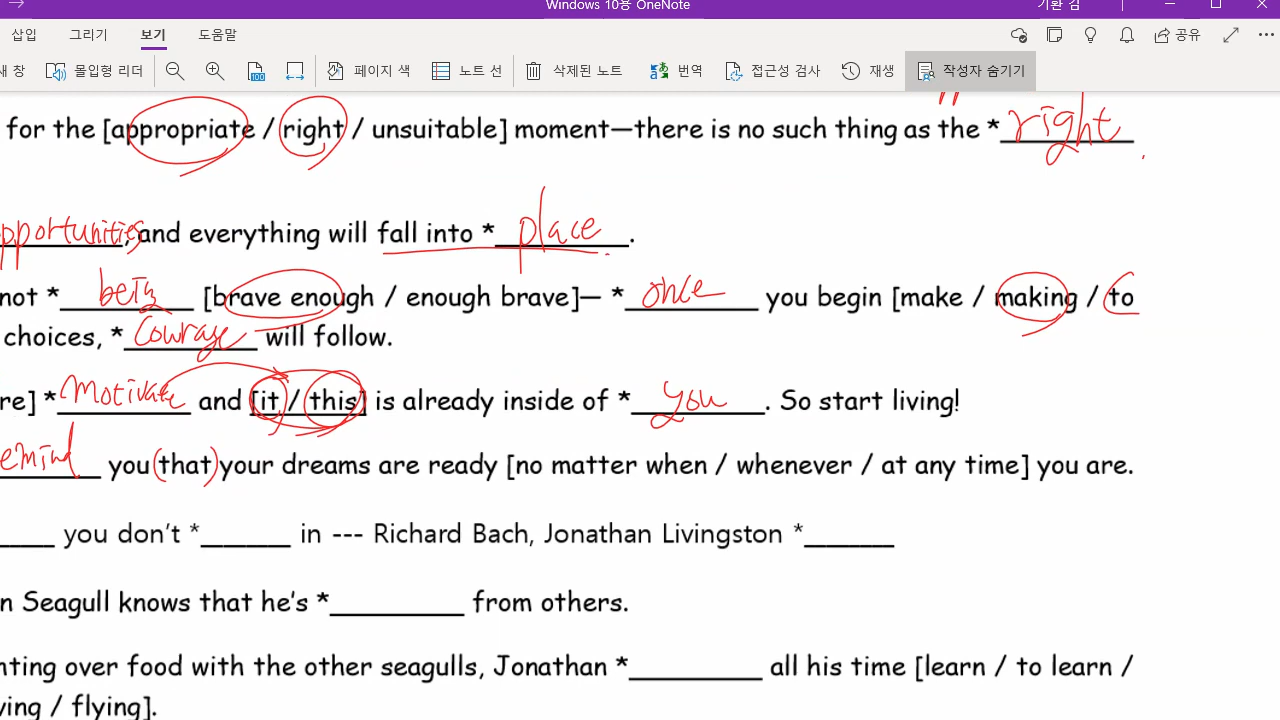 Windows 10용 OneNote 기환 김
삽입 그리기 보기 도움말 공유
새 창 몰입형 리더 페이지 색 노트 선 삭제된 노트 번역 접근성 검사 재생 작성자 숨기기
for the [appropriate / right / unsuitable] moment—there is no such thing as the *right
opportunities, and everything will fall into *place.
not *being [brave enough / enough brave]— *once you begin [make / making / to
choices, *courage will follow.
re] *Motivate and [it / this] is already inside of *you. So start living!
emind you (that) your dreams are ready [no matter when / whenever / at any time] you are.
______ you don't *________ in --- Richard Bach, Jonathan Livingston *________
n Seagull knows that he's *__________ from others.
nting over food with the other seagulls, Jonathan *__________ all his time [learn / to learn /
ving / flying].